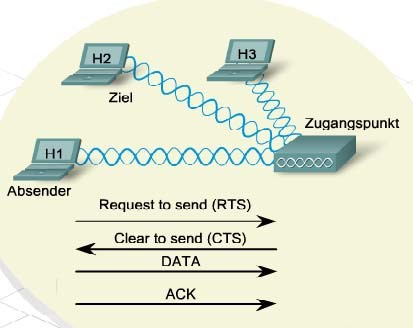 H2
H3
Ziel
Zugangspunkt
H1
Absender
Request to send (RTS)
Clear to send (CTS)
DATA
ACK